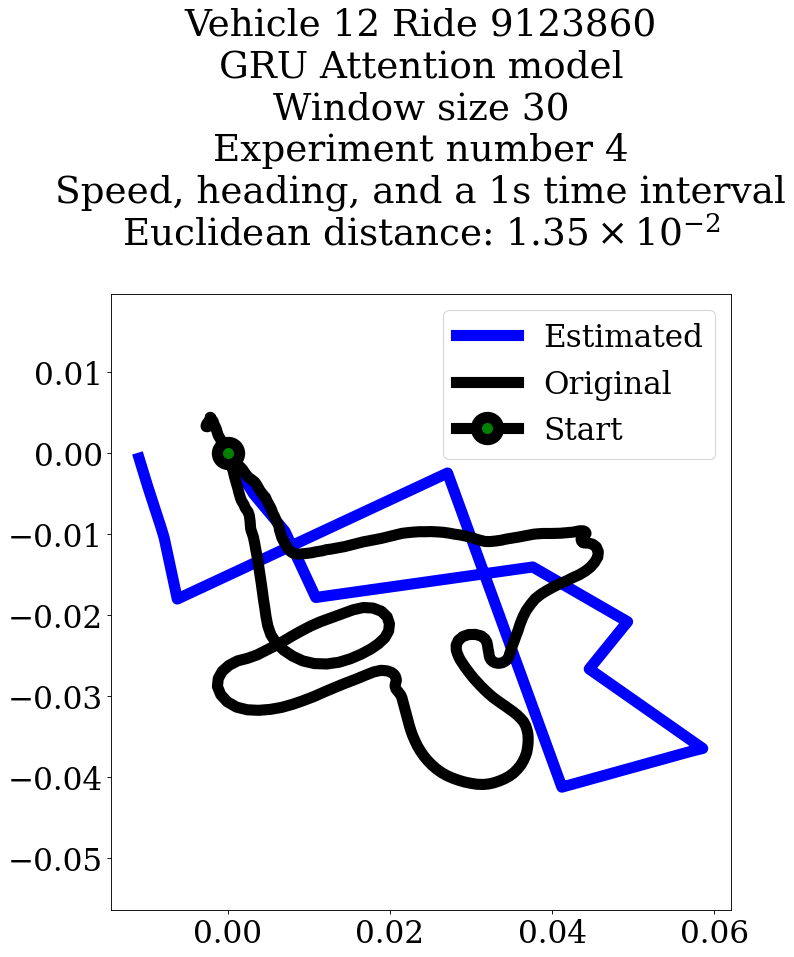 Vehicle 12 Ride 9123860
GRU Attention model
Window size 30
Experiment number 4
Speed, heading, and a 1s time interval
Euclidean distance: 1.35 × 10⁻²
Estimated
Original
Start
0.01
0.00
−0.01
−0.02
−0.03
−0.04
−0.05
0.00 0.02 0.04 0.06